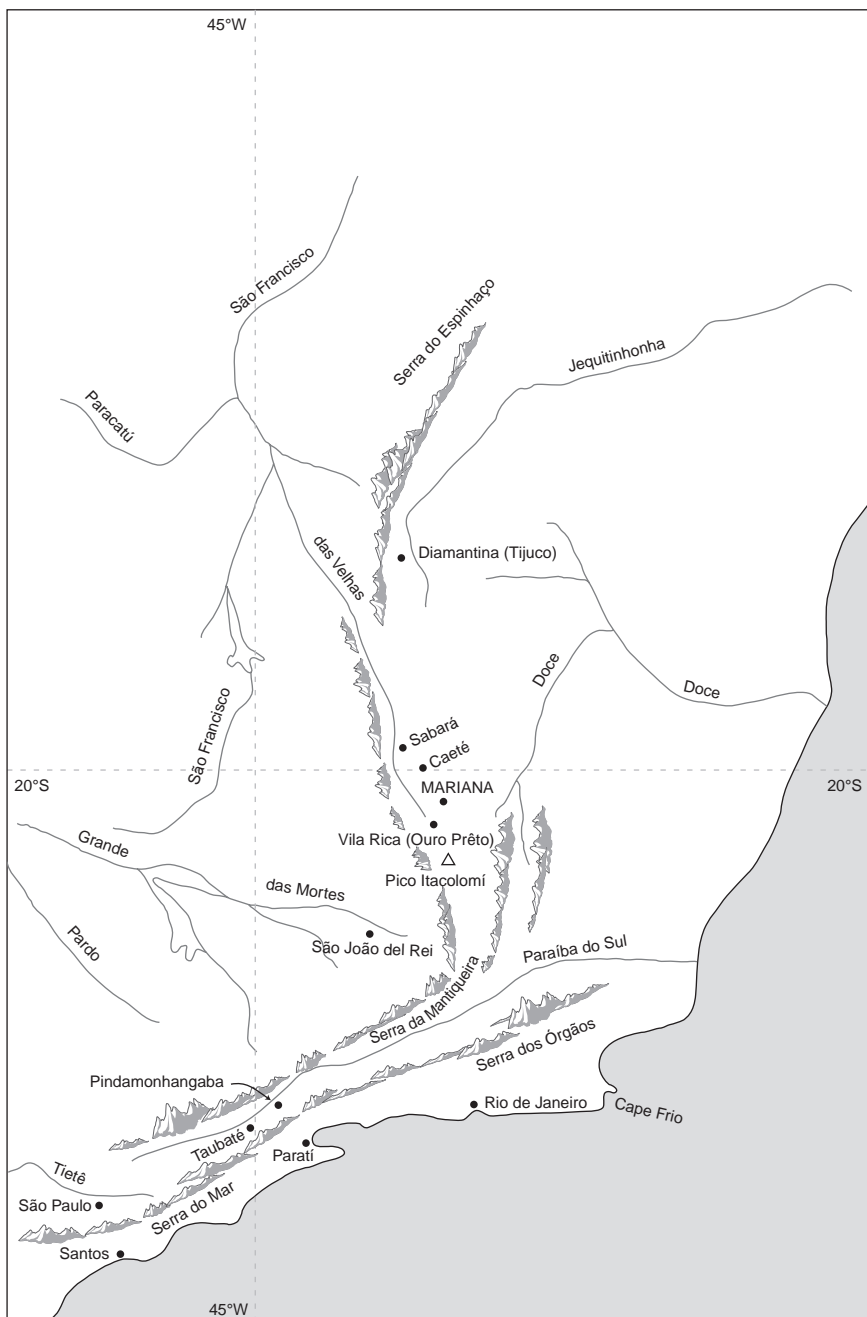 45°W
São Francisco
Serra do Espinhaço
Jequitinhonha
Paracatú
das Velhas
Diamantina (Tijuco)
Doce
Doce
São Francisco
Sabará
Caeté
20°S
20°S
MARIANA
Vila Rica (Ouro Prêto)
Grande
Pico Itacolomí
das Mortes
Pardo
São João del Rei
Paraíba do Sul
Serra da Mantiqueira
Serra dos Órgãos
Pindamonhangaba
Rio de Janeiro
Cape Frio
Taubaté
Paratí
Tietê
São Paulo
Serra do Mar
Santos
45°W